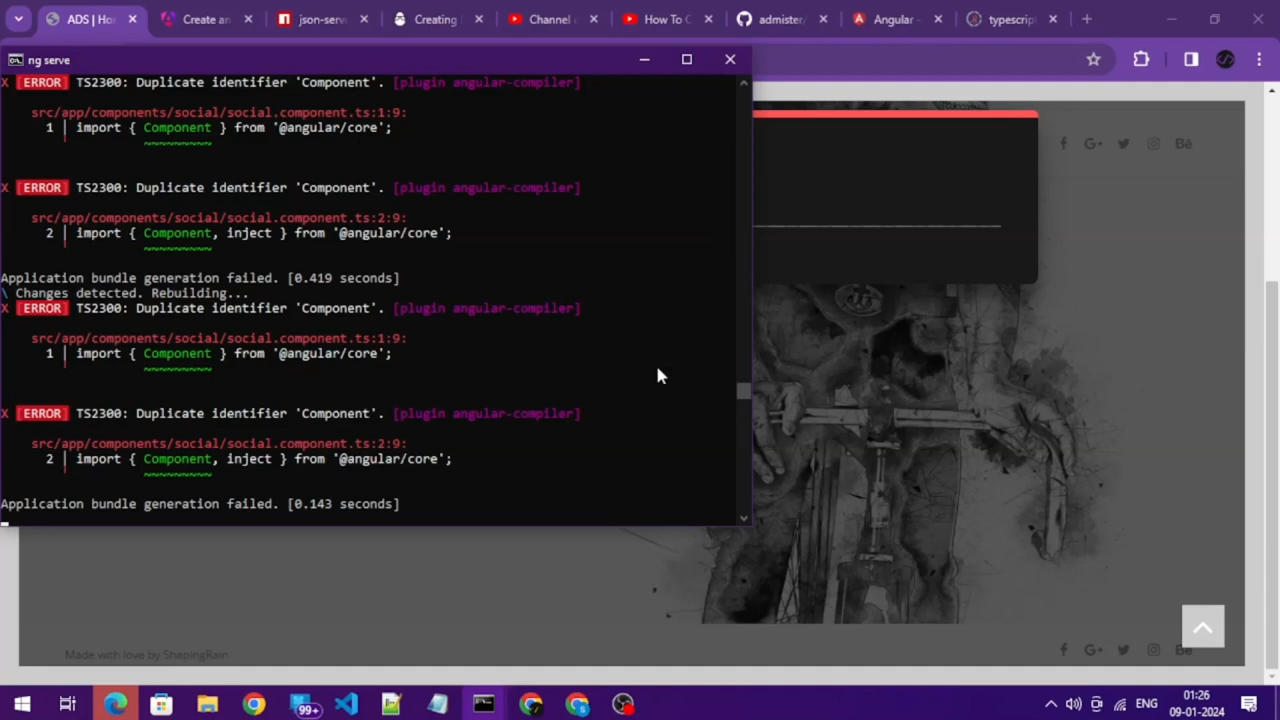 ADS | Hor
Create an
json-serv
Creating
Channel c
How To C
admister/
Angular -
typescript
ng serve
X [ERROR] TS2300: Duplicate identifier 'Component'. [plugin angular-compiler]
src/app/components/social/social.component.ts:1:9:
1 | import { Component } from '@angular/core';
~~~~~~~~~
X [ERROR] TS2300: Duplicate identifier 'Component'. [plugin angular-compiler]
src/app/components/social/social.component.ts:2:9:
2 | import { Component, inject } from '@angular/core';
~~~~~~~~~
Application bundle generation failed. [0.419 seconds]
\ Changes detected. Rebuilding...
X [ERROR] TS2300: Duplicate identifier 'Component'. [plugin angular-compiler]
src/app/components/social/social.component.ts:1:9:
1 | import { Component } from '@angular/core';
~~~~~~~~~
X [ERROR] TS2300: Duplicate identifier 'Component'. [plugin angular-compiler]
src/app/components/social/social.component.ts:2:9:
2 | import { Component, inject } from '@angular/core';
~~~~~~~~~
Application bundle generation failed. [0.143 seconds]
Made with love by ShapingRain
99+
ENG
01:26
09-01-2024